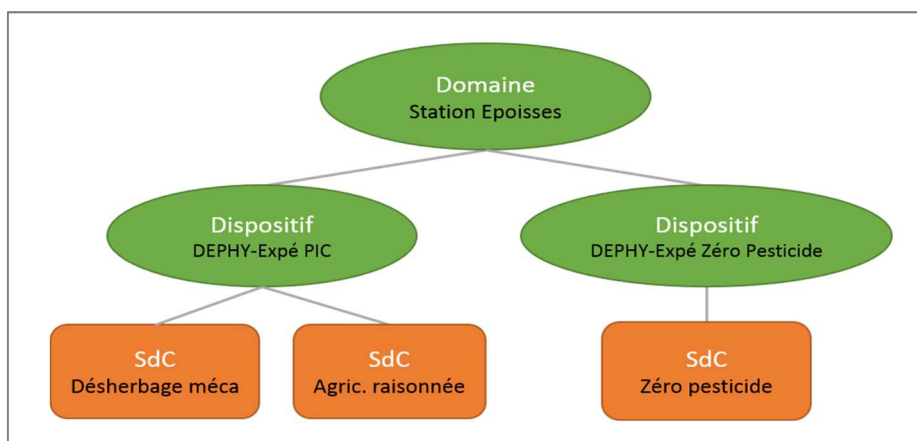 Domaine
Station Epoisses
Dispositif
DEPHY-Expé PIC
Dispositif
DEPHY-Expé Zéro Pesticide
SdC
Désherbage méca
SdC
Agric. raisonnée
SdC
Zéro pesticide